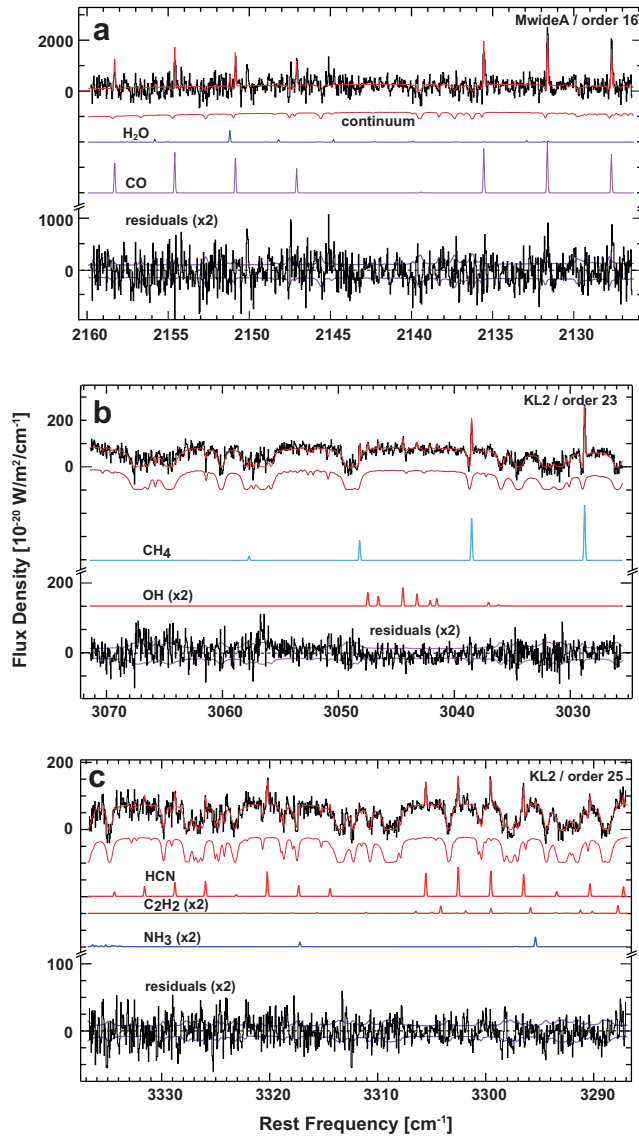 a
MwideA / order 16
2000
0
continuum
H₂O
CO
1000
residuals (x2)
0
2160
2155
2150
2145
2140
2135
2130
b
KL2 / order 23
200
0
CH₄
200
OH (x2)
residuals (x2)
0
3070
3060
3050
3040
3030
Flux Density [10⁻²⁰ W/m²/cm⁻¹]
c
KL2 / order 25
200
0
HCN
C₂H₂ (x2)
NH₃ (x2)
100
residuals (x2)
0
3330
3320
3310
3300
3290
Rest Frequency [cm⁻¹]